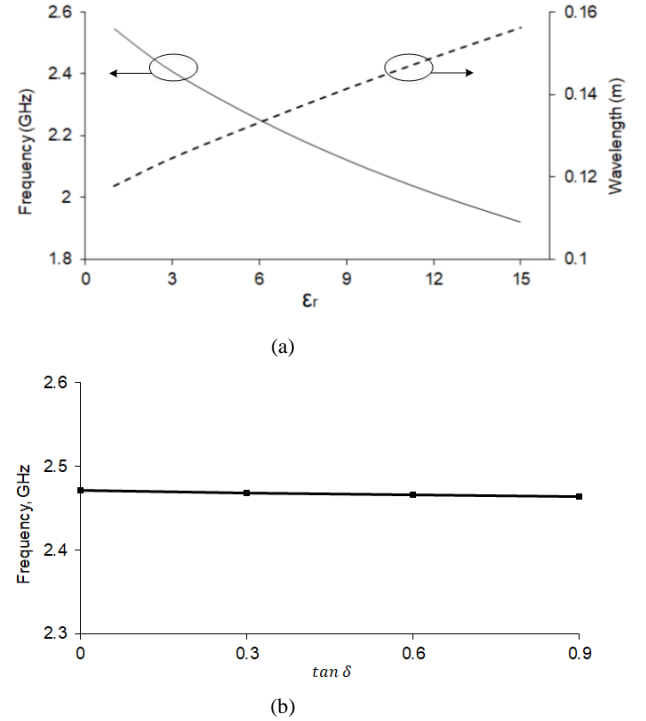 2.6
2.4
2.2
2
1.8
Frequency (GHz)
0.16
0.14
0.12
0.1
Wavelength (m)
0 3 6 9 12 15
εr
(a)
2.6
2.5
2.4
2.3
Frequency, GHz
0 0.3 0.6 0.9
tan δ
(b)